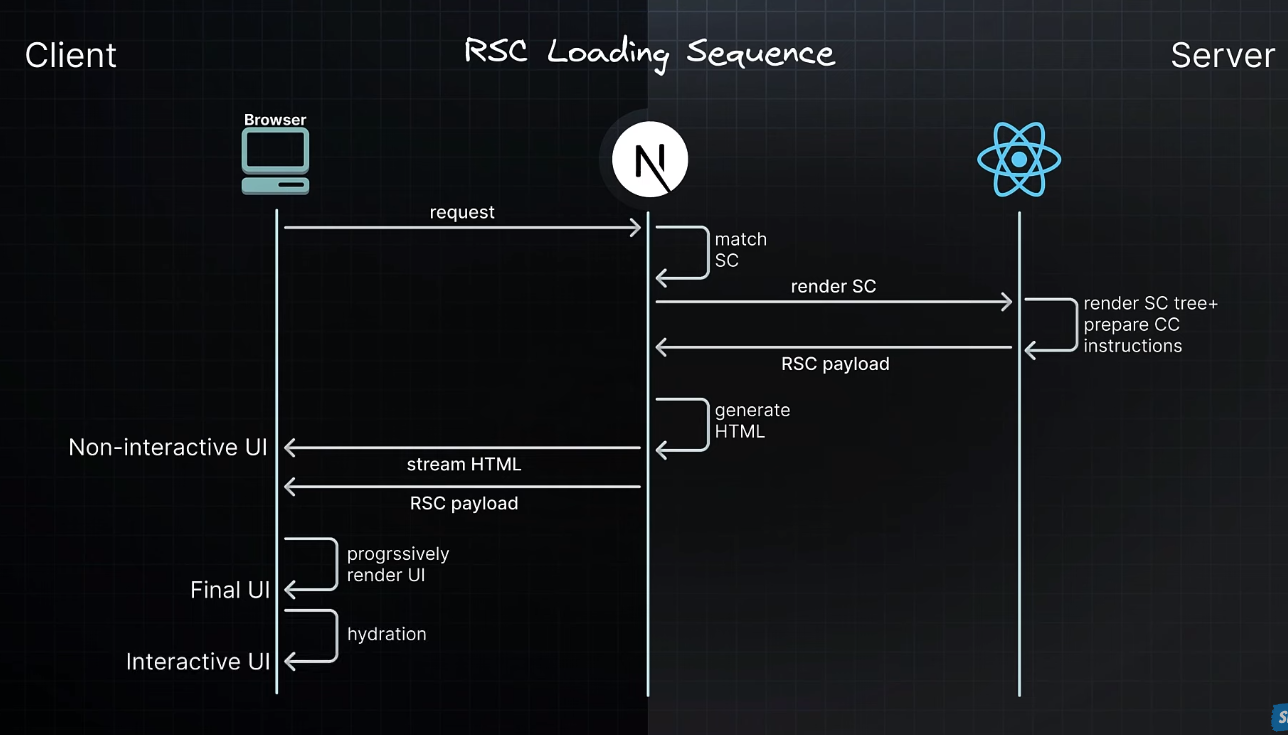 Client
RSC Loading Sequence
Server
Browser
N
request
match
SC
render SC
render SC tree+
prepare CC
instructions
RSC payload
generate
HTML
Non-interactive UI
stream HTML
RSC payload
progrssively
render UI
Final UI
hydration
Interactive UI